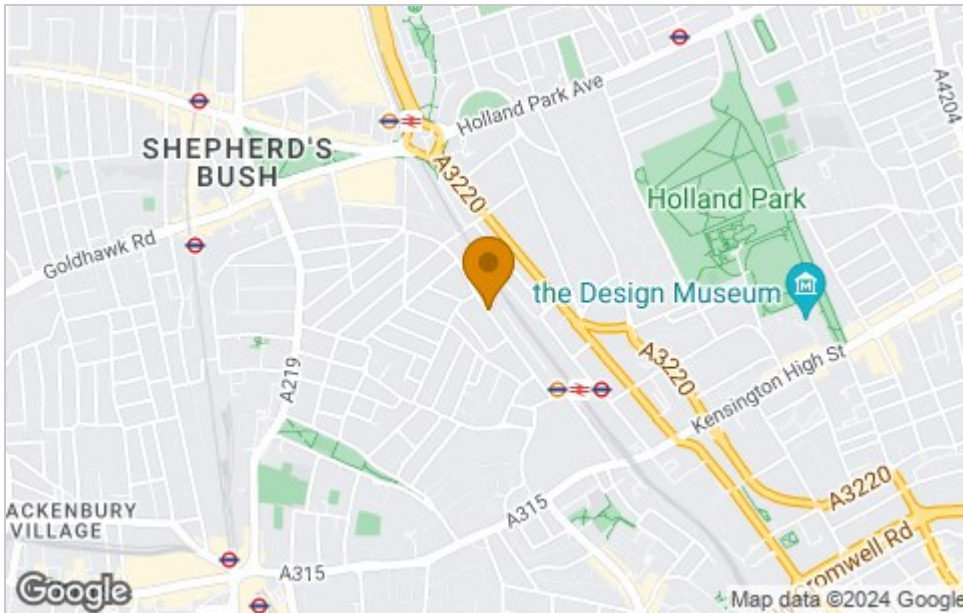 Holland Park Ave
A4204
SHEPHERD'S
BUSH
A3220
Holland Park
Goldhawk Rd
the Design Museum
M
A3220
A219
Kensington High St
A3220
ACKENBURY
VILLAGE
A315
A315
romwell Rd
Google
Map data ©2024 Google